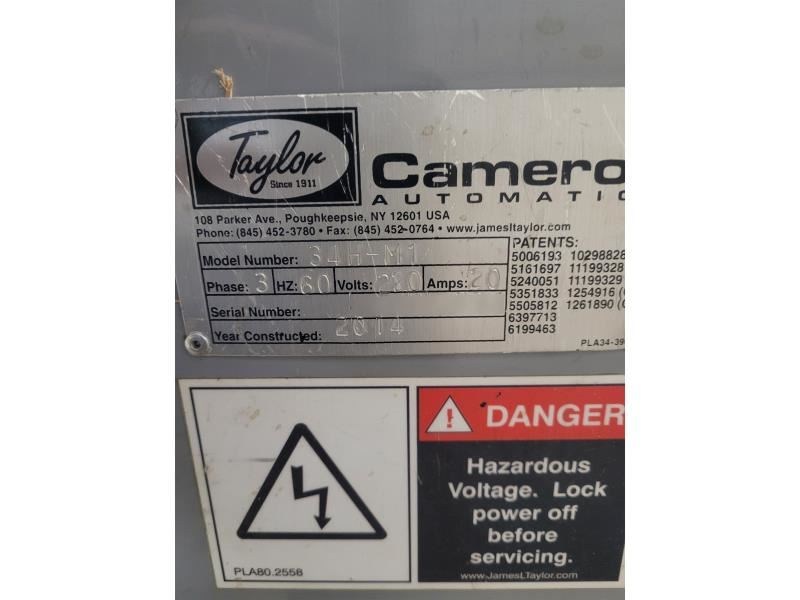 Taylor
Since 1911
Camero
AUTOMATIC
108 Parker Ave., Poughkeepsie, NY 12601 USA
Phone: (845) 452-3780 • Fax: (845) 452-0764 • www.jamesltaylor.com
Model Number: 34H-M1
Phase: 3 HZ: 60 Volts: Amps: 20
Serial Number:
Year Constructed: 2014
PATENTS:
5006193 10298828
5161697 11199328
5240051 11199329
5351833 1254916 (
5505812 1261890 (
6397713
6199463
PLA34-39
DANGER
Hazardous
Voltage. Lock
power off
before
servicing.
www.JamesLTaylor.com
PLA80.2558